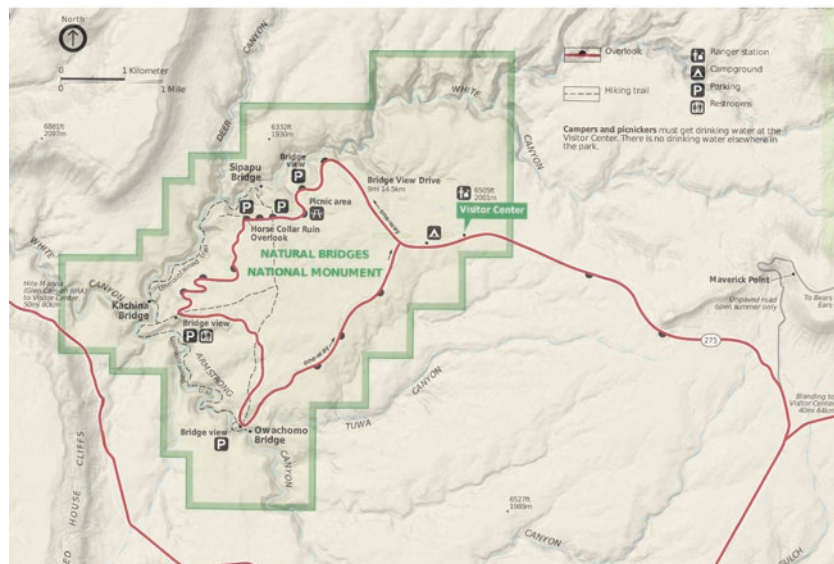 North
0 1 Kilometer
0 1 Mile
Overlook
Hiking trail
Ranger station
Campground
P Parking
Restrooms
Campers and picnickers must get drinking water at the
Visitor Center. There is no drinking water elsewhere in
the park.
CANYON
DEER
WHITE
CANYON
6881ft
2097m
6332ft
1930m
Sipapu
Bridge
Bridge
view
P
P
P
Picnic area
Horse Collar Ruin
Overlook
Bridge View Drive
9mi 14.5km
one-way
6505ft
2001m
Visitor Center
NATURAL BRIDGES
NATIONAL MONUMENT
WHITE
CANYON
Hite Marina
(Glen Canyon NRA)
to Visitor Center
50mi 80km
Kachina
Bridge
Bridge view
P
ARMSTRONG
CANYON
one-way
Bridge view
P
Owachomo
Bridge
TUWA
CANYON
Maverick Point
Unpaved road
open summer only
To Bears
Ears
275
Blanding to
Visitor Center
40mi 64km
HOUSE
CLIFFS
6527ft
1989m
CANYON
GULCH